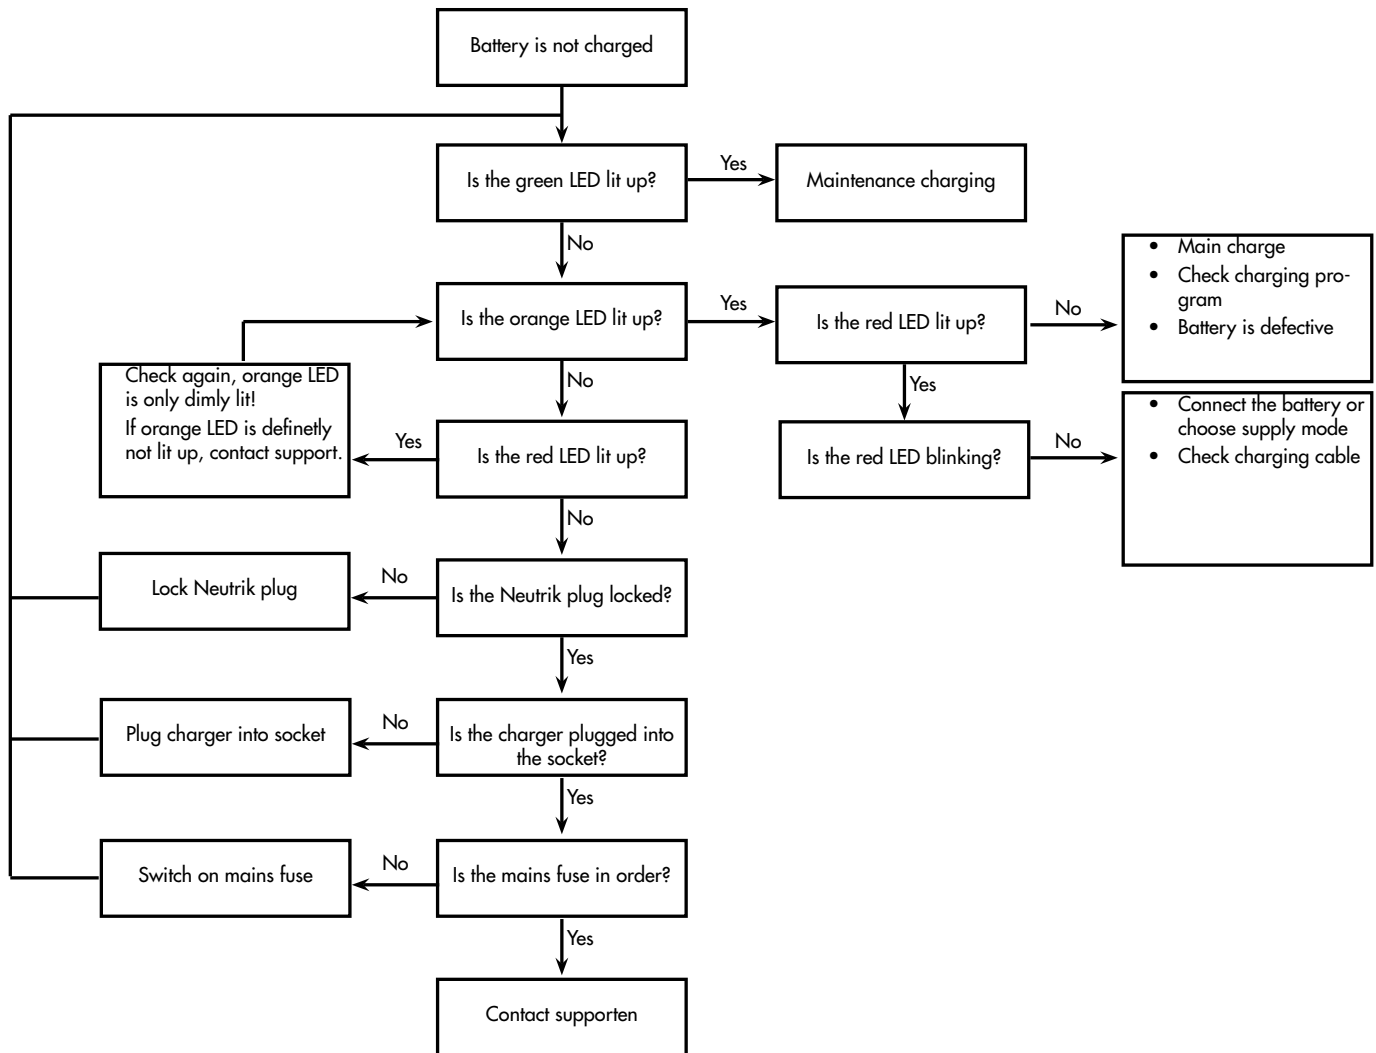 Battery is not charged
Is the green LED lit up?
Yes
Maintenance charging
No
Is the orange LED lit up?
Yes
Is the red LED lit up?
No
• Main charge
• Check charging pro-
gram
• Battery is defective
Yes
Is the red LED blinking?
No
• Connect the battery or
choose supply mode
• Check charging cable
No
Is the red LED lit up?
Yes
Check again, orange LED
is only dimly lit!
If orange LED is definetly
not lit up, contact support.
No
Is the Neutrik plug locked?
No
Lock Neutrik plug
Yes
Is the charger plugged into
the socket?
No
Plug charger into socket
Yes
Is the mains fuse in order?
No
Switch on mains fuse
Yes
Contact supporten